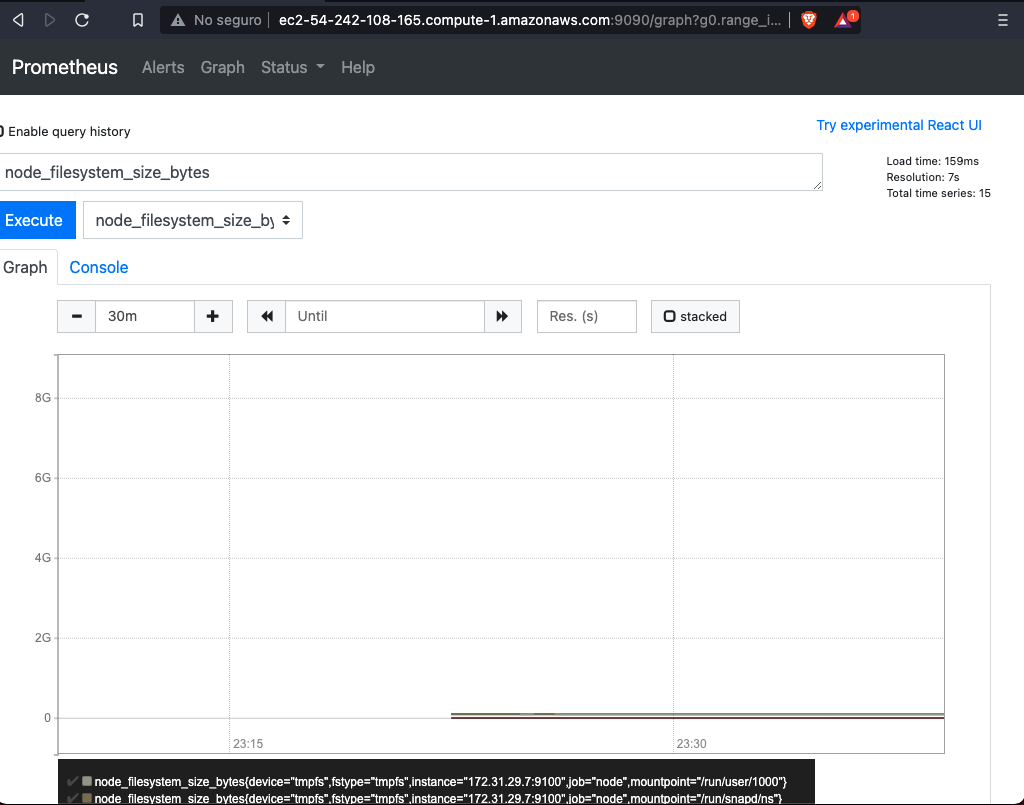 No seguro ec2-54-242-108-165.compute-1.amazonaws.com:9090/graph?g0.range_i... 1
Prometheus Alerts Graph Status Help
Enable query history
Try experimental React UI
node_filesystem_size_bytes
Load time: 159ms
Resolution: 7s
Total time series: 15
Execute node_filesystem_size_by
Graph Console
30m Until Res. (s) stacked
8G
6G
4G
2G
0
23:15 23:30
node_filesystem_size_bytes{device="tmpfs",fstype="tmpfs",instance="172.31.29.7:9100",job="node",mountpoint="/run/user/1000"}
node_filesystem_size_bytes{device="tmpfs",fstype="tmpfs",instance="172.31.29.7:9100",job="node",mountpoint="/run/snapd/ns"}